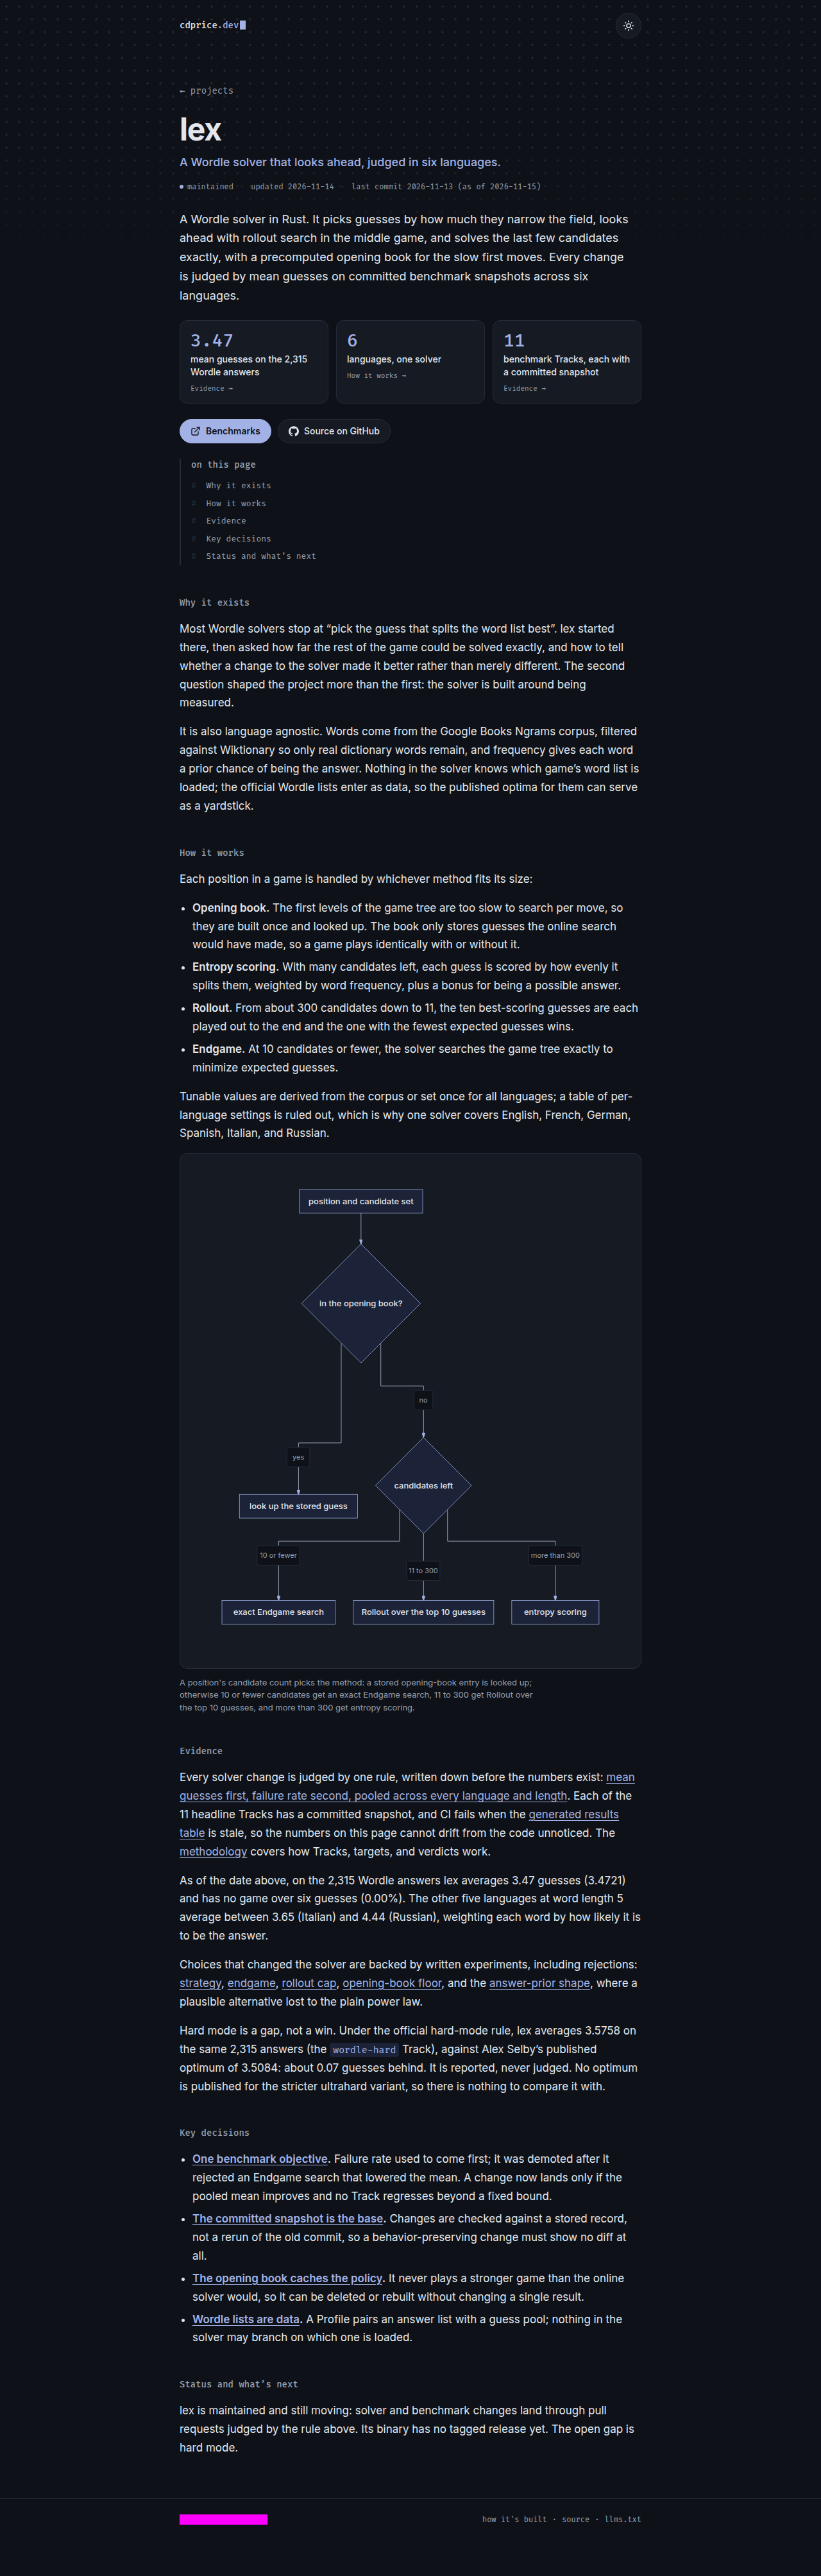 cdprice.dev
← projects
lex
A Wordle solver that looks ahead, judged in six languages.
maintained updated 2026-11-14 last commit 2026-11-13 (as of 2026-11-15)
A Wordle solver in Rust. It picks guesses by how much they narrow the field, looks
ahead with rollout search in the middle game, and solves the last few candidates
exactly, with a precomputed opening book for the slow first moves. Every change
is judged by mean guesses on committed benchmark snapshots across six
languages.
3.47
mean guesses on the 2,315
Wordle answers
Evidence →
6
languages, one solver
How it works →
11
benchmark Tracks, each with
a committed snapshot
Evidence →
Benchmarks
Source on GitHub
on this page
# Why it exists
# How it works
# Evidence
# Key decisions
# Status and what's next
Why it exists
Most Wordle solvers stop at “pick the guess that splits the word list best”. lex started
there, then asked how far the rest of the game could be solved exactly, and how to tell
whether a change to the solver made it better rather than merely different. The second
question shaped the project more than the first: the solver is built around being
measured.
It is also language agnostic. Words come from the Google Books Ngrams corpus, filtered
against Wiktionary so only real dictionary words remain, and frequency gives each word
a prior chance of being the answer. Nothing in the solver knows which game’s word list is
loaded; the official Wordle lists enter as data, so the published optima for them can serve
as a yardstick.
How it works
Each position in a game is handled by whichever method fits its size:
• Opening book. The first levels of the game tree are too slow to search per move, so
they are built once and looked up. The book only stores guesses the online search
would have made, so a game plays identically with or without it.
• Entropy scoring. With many candidates left, each guess is scored by how evenly it
splits them, weighted by word frequency, plus a bonus for being a possible answer.
• Rollout. From about 300 candidates down to 11, the ten best-scoring guesses are each
played out to the end and the one with the fewest expected guesses wins.
• Endgame. At 10 candidates or fewer, the solver searches the game tree exactly to
minimize expected guesses.
Tunable values are derived from the corpus or set once for all languages; a table of per-
language settings is ruled out, which is why one solver covers English, French, German,
Spanish, Italian, and Russian.
position and candidate set
in the opening book?
no
yes
candidates left
look up the stored guess
10 or fewer
11 to 300
more than 300
exact Endgame search
Rollout over the top 10 guesses
entropy scoring
A position's candidate count picks the method: a stored opening-book entry is looked up;
otherwise 10 or fewer candidates get an exact Endgame search, 11 to 300 get Rollout over
the top 10 guesses, and more than 300 get entropy scoring.
Evidence
Every solver change is judged by one rule, written down before the numbers exist: mean
guesses first, failure rate second, pooled across every language and length. Each of the
11 headline Tracks has a committed snapshot, and CI fails when the generated results
table is stale, so the numbers on this page cannot drift from the code unnoticed. The
methodology covers how Tracks, targets, and verdicts work.
As of the date above, on the 2,315 Wordle answers lex averages 3.47 guesses (3.4721)
and has no game over six guesses (0.00%). The other five languages at word length 5
average between 3.65 (Italian) and 4.44 (Russian), weighting each word by how likely it is
to be the answer.
Choices that changed the solver are backed by written experiments, including rejections:
strategy, endgame, rollout cap, opening-book floor, and the answer-prior shape, where a
plausible alternative lost to the plain power law.
Hard mode is a gap, not a win. Under the official hard-mode rule, lex averages 3.5758 on
the same 2,315 answers (the wordle-hard Track), against Alex Selby’s published
optimum of 3.5084: about 0.07 guesses behind. It is reported, never judged. No optimum
is published for the stricter ultrahard variant, so there is nothing to compare it with.
Key decisions
• One benchmark objective. Failure rate used to come first; it was demoted after it
rejected an Endgame search that lowered the mean. A change now lands only if the
pooled mean improves and no Track regresses beyond a fixed bound.
• The committed snapshot is the base. Changes are checked against a stored record,
not a rerun of the old commit, so a behavior-preserving change must show no diff at
all.
• The opening book caches the policy. It never plays a stronger game than the online
solver would, so it can be deleted or rebuilt without changing a single result.
• Wordle lists are data. A Profile pairs an answer list with a guess pool; nothing in the
solver may branch on which one is loaded.
Status and what’s next
lex is maintained and still moving: solver and benchmark changes land through pull
requests judged by the rule above. Its binary has no tagged release yet. The open gap is
hard mode.
how it's built · source · llms.txt